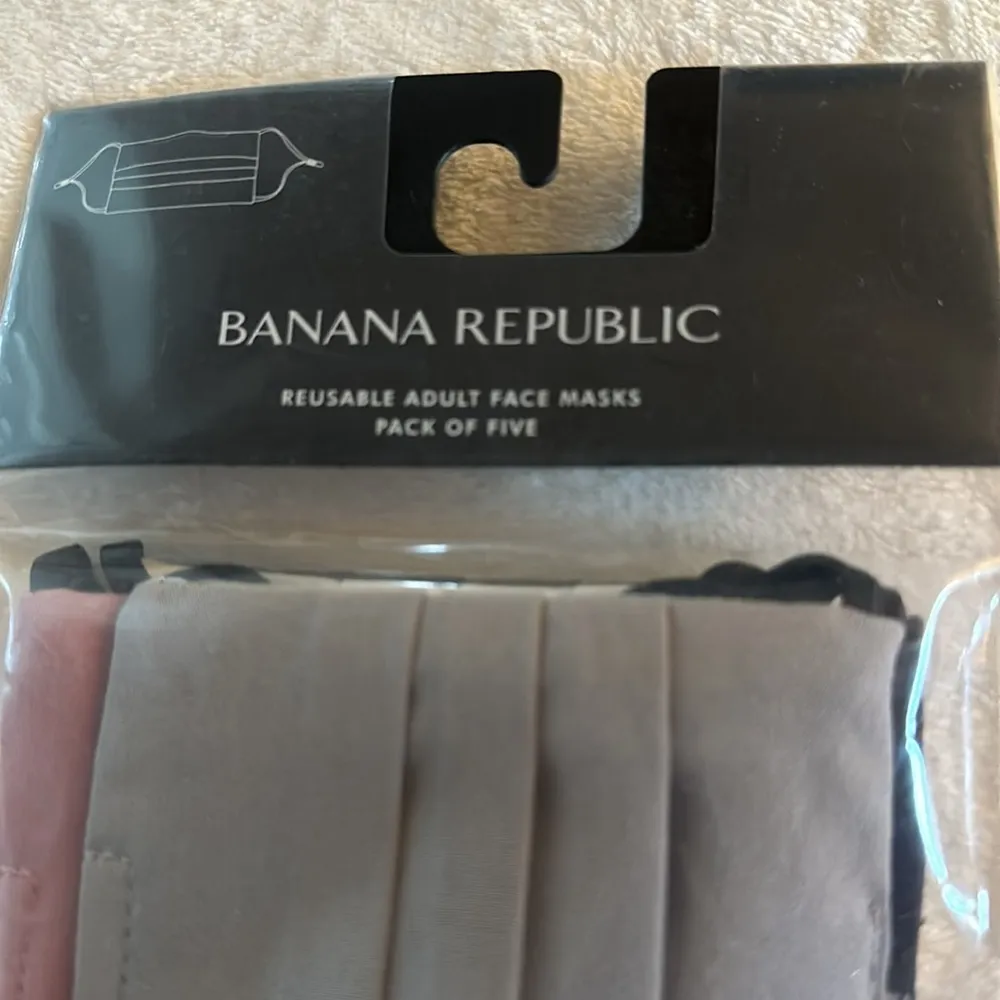 BANANA REPUBLIC
REUSABLE ADULT FACE MASKS
PACK OF FIVE